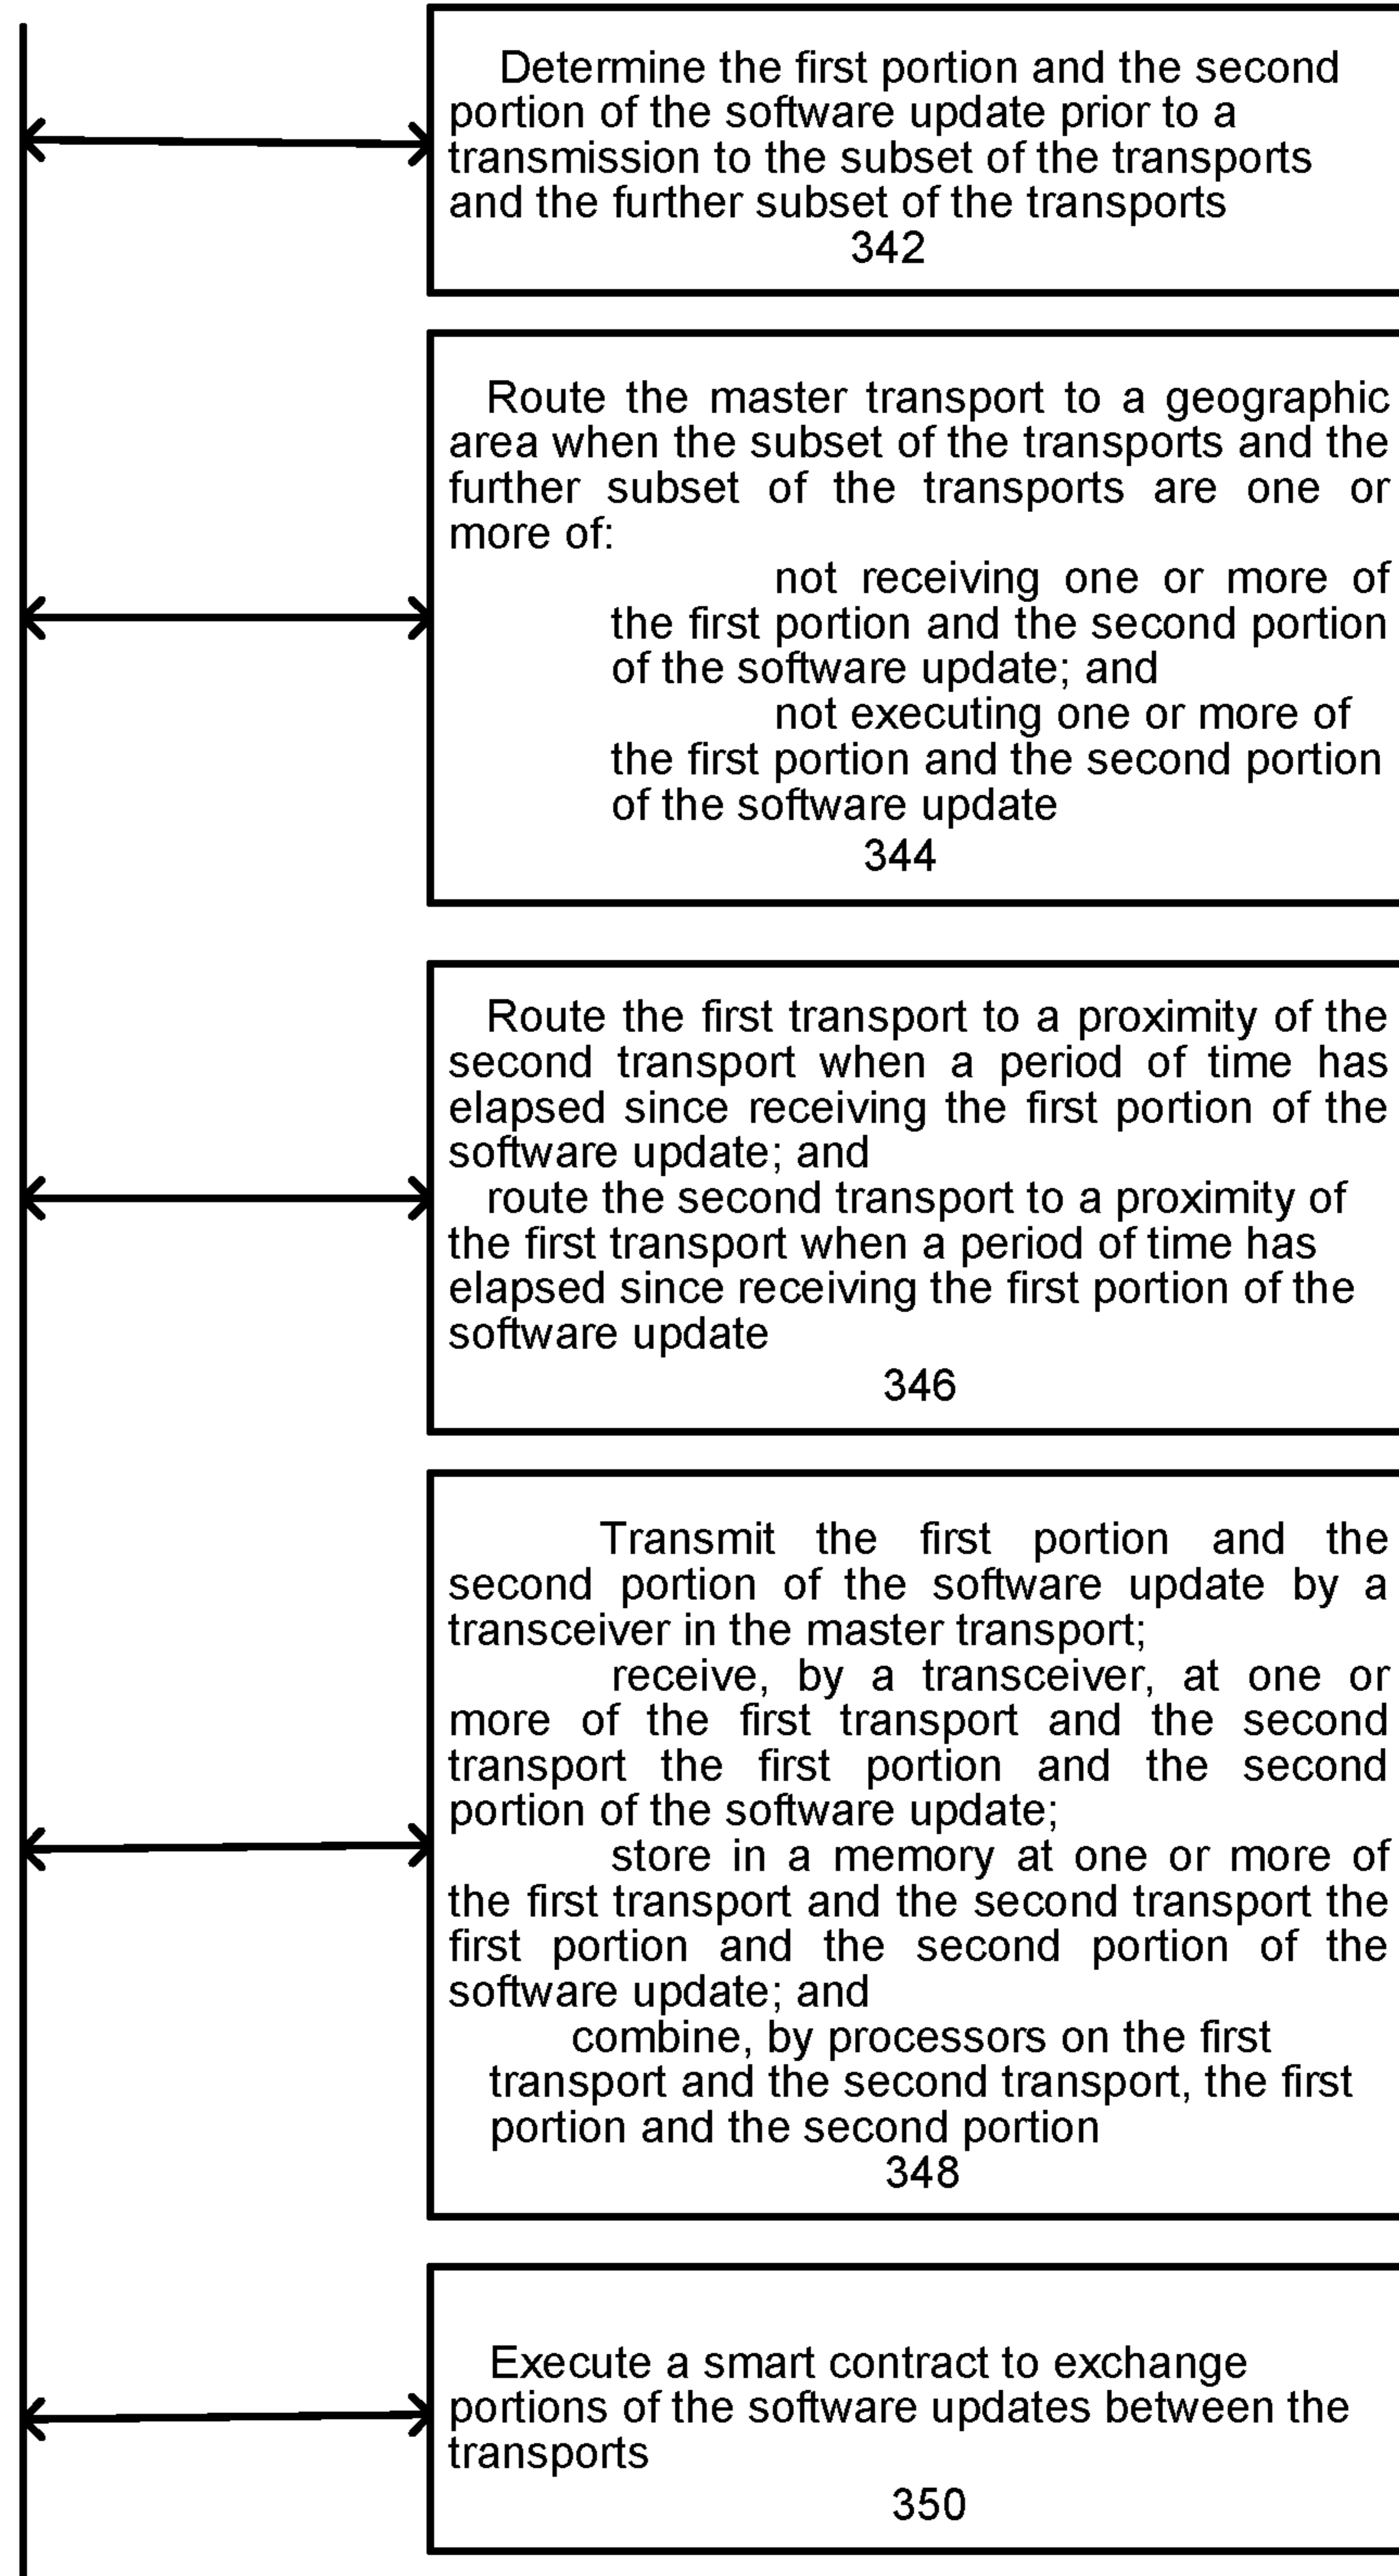 Determine the first portion and the second
portion of the software update prior to a
transmission to the subset of the transports
and the further subset of the transports
342
Route the master transport to a geographic
area when the subset of the transports and the
further subset of the transports are one or
more of:
not receiving one or more of
the first portion and the second portion
of the software update; and
not executing one or more of
the first portion and the second portion
of the software update
344
Route the first transport to a proximity of the
second transport when a period of time has
elapsed since receiving the first portion of the
software update; and
route the second transport to a proximity of
the first transport when a period of time has
elapsed since receiving the first portion of the
software update
346
Transmit the first portion and the
second portion of the software update by a
transceiver in the master transport;
receive, by a transceiver, at one or
more of the first transport and the second
transport the first portion and the second
portion of the software update;
store in a memory at one or more of
the first transport and the second transport the
first portion and the second portion of the
software update; and
combine, by processors on the first
transport and the second transport, the first
portion and the second portion
348
Execute a smart contract to exchange
portions of the software updates between the
transports
350